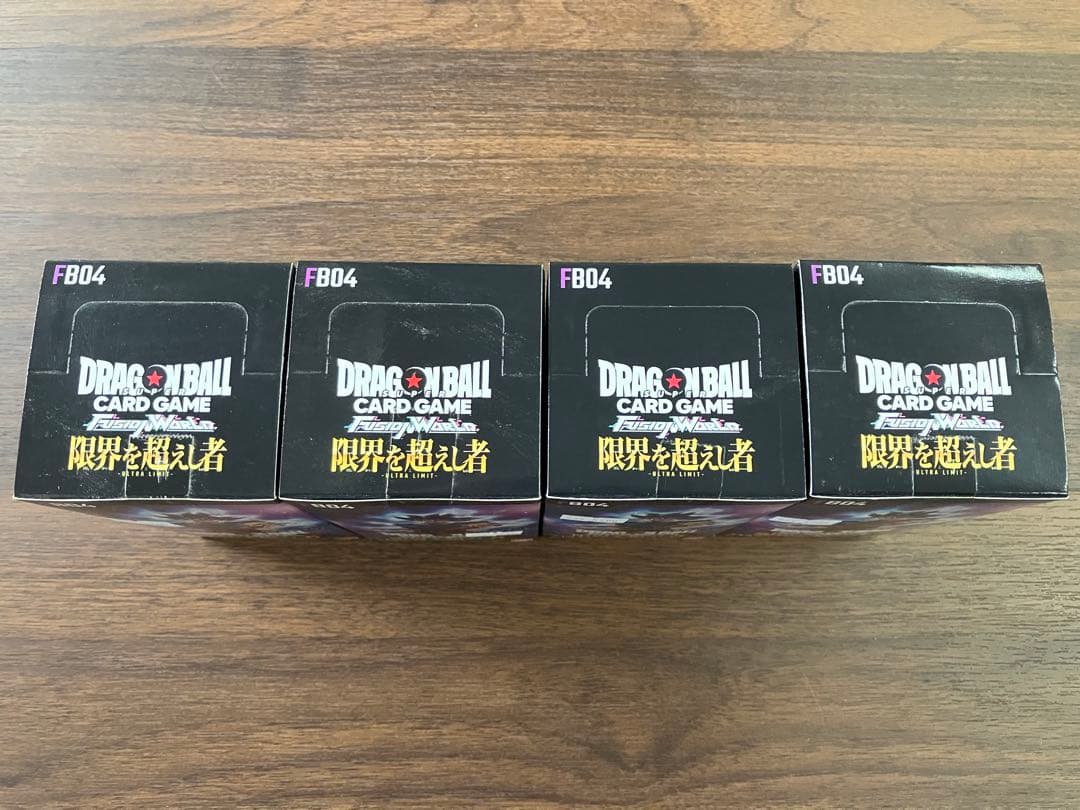 FB04
DRAGON BALL
SUPER
CARD GAME
FUSION WORLD
限界を超えし者
-ULTRA LIMIT-
FB04
DRAGON BALL
SUPER
CARD GAME
FUSION WORLD
限界を超えし者
-ULTRA LIMIT-
FB04
DRAGON BALL
SUPER
CARD GAME
FUSION WORLD
限界を超えし者
-ULTRA LIMIT-
FB04
DRAGON BALL
SUPER
CARD GAME
FUSION WORLD
限界を超えし者
-ULTRA LIMIT-
B04
B04
B04